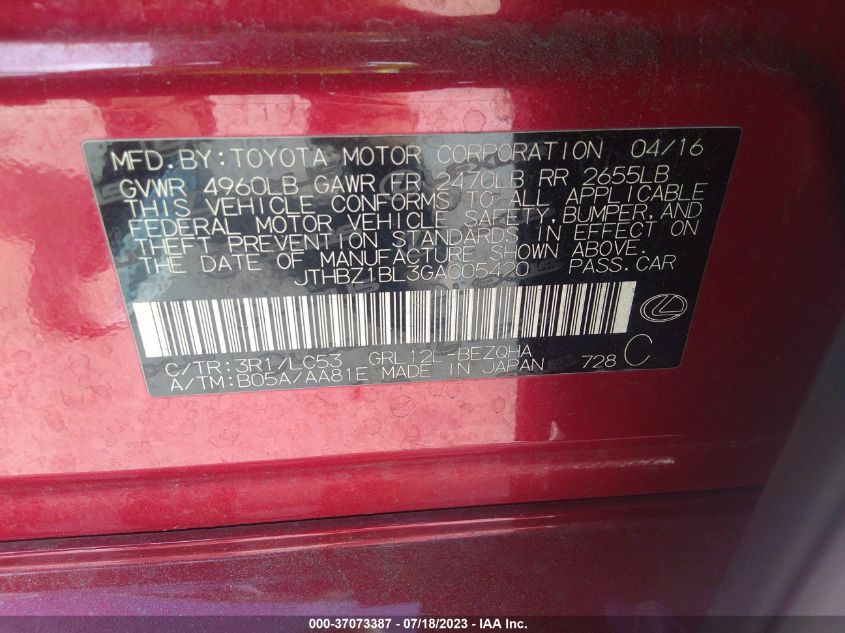 MFD. BY: TOYOTA MOTOR CORPORATION 04/16
GVWR 4960LB GAWR FR 2470LB RR 2655LB
THIS VEHICLE CONFORMS TO ALL APPLICABLE
FEDERAL MOTOR VEHICLE SAFETY, BUMPER, AND
THEFT PREVENTION STANDARDS IN EFFECT ON
THE DATE OF MANUFACTURE SHOWN ABOVE.
JTHBZ1BL3GA005420 PASS. CAR
C/TR: 3R1/LC53 GRL12L-BEZQHA
A/TM: B05A/AA81E MADE IN JAPAN 728 C
000-37073387 - 07/18/2023 - IAA Inc.